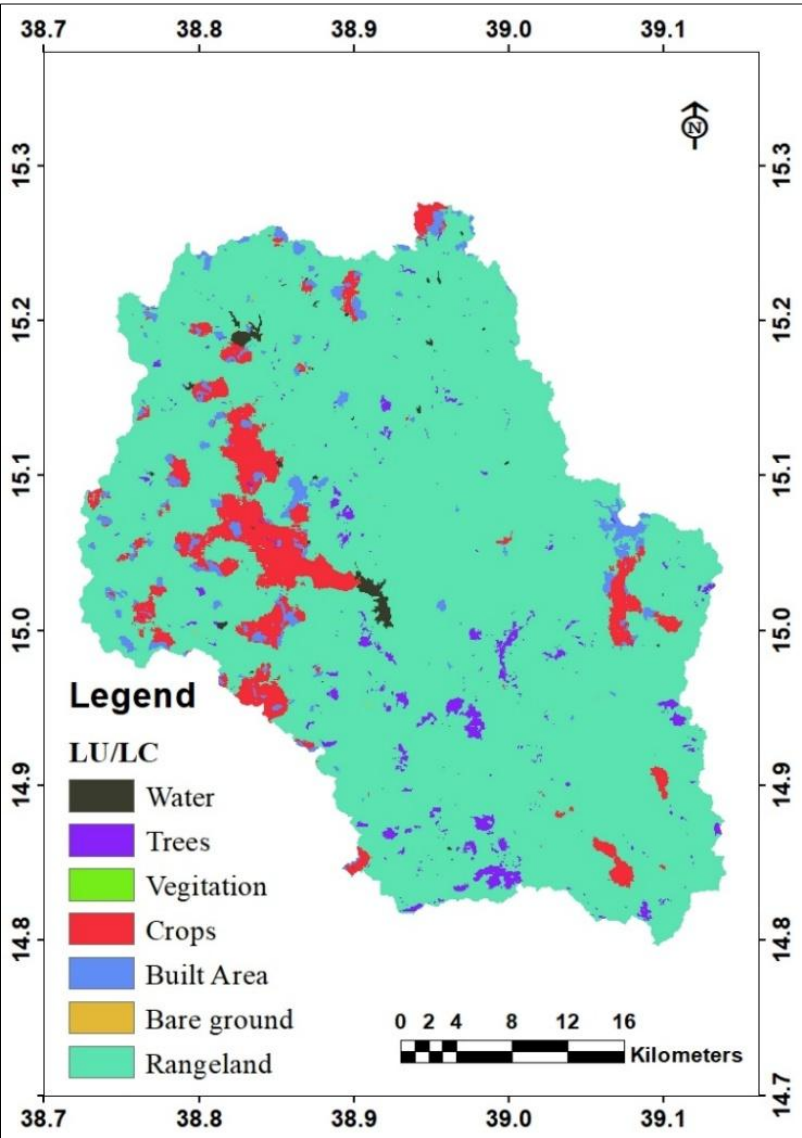 38.7 38.8 38.9 39.0 39.1
N
15.3 15.3
15.2 15.2
15.1 15.1
15.0 15.0
Legend
LU/LC
14.9 14.9
Water
Trees
Vegitation
14.8 14.8
Crops
Built Area
Bare ground
0 2 4 8 12 16
Rangeland
Kilometers
14.7 14.7
38.7 38.8 38.9 39.0 39.1